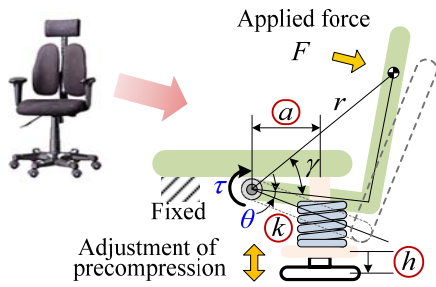 Applied force
F
r
a
γ
τ
Fixed
θ
k
Adjustment of
precompression
h